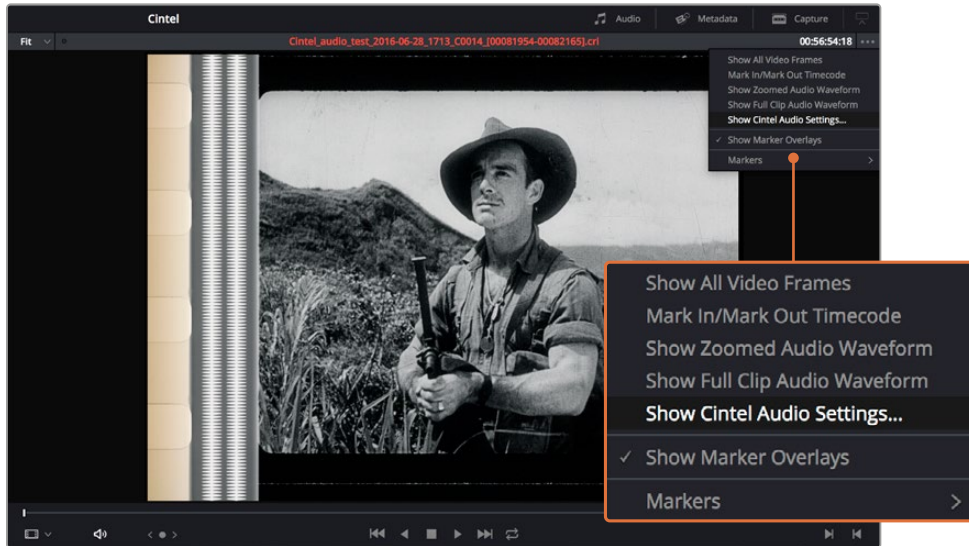 Cintel
Audio
Metadata
Capture
Fit
Cintel_audio_test_2016-06-28_1713_C0014_[00081954-00082165].cri
00:56:54:18
Show All Video Frames
Mark In/Mark Out Timecode
Show Zoomed Audio Waveform
Show Full Clip Audio Waveform
Show Cintel Audio Settings...
Show Marker Overlays
Markers
Show All Video Frames
Mark In/Mark Out Timecode
Show Zoomed Audio Waveform
Show Full Clip Audio Waveform
Show Cintel Audio Settings...
Show Marker Overlays
Markers